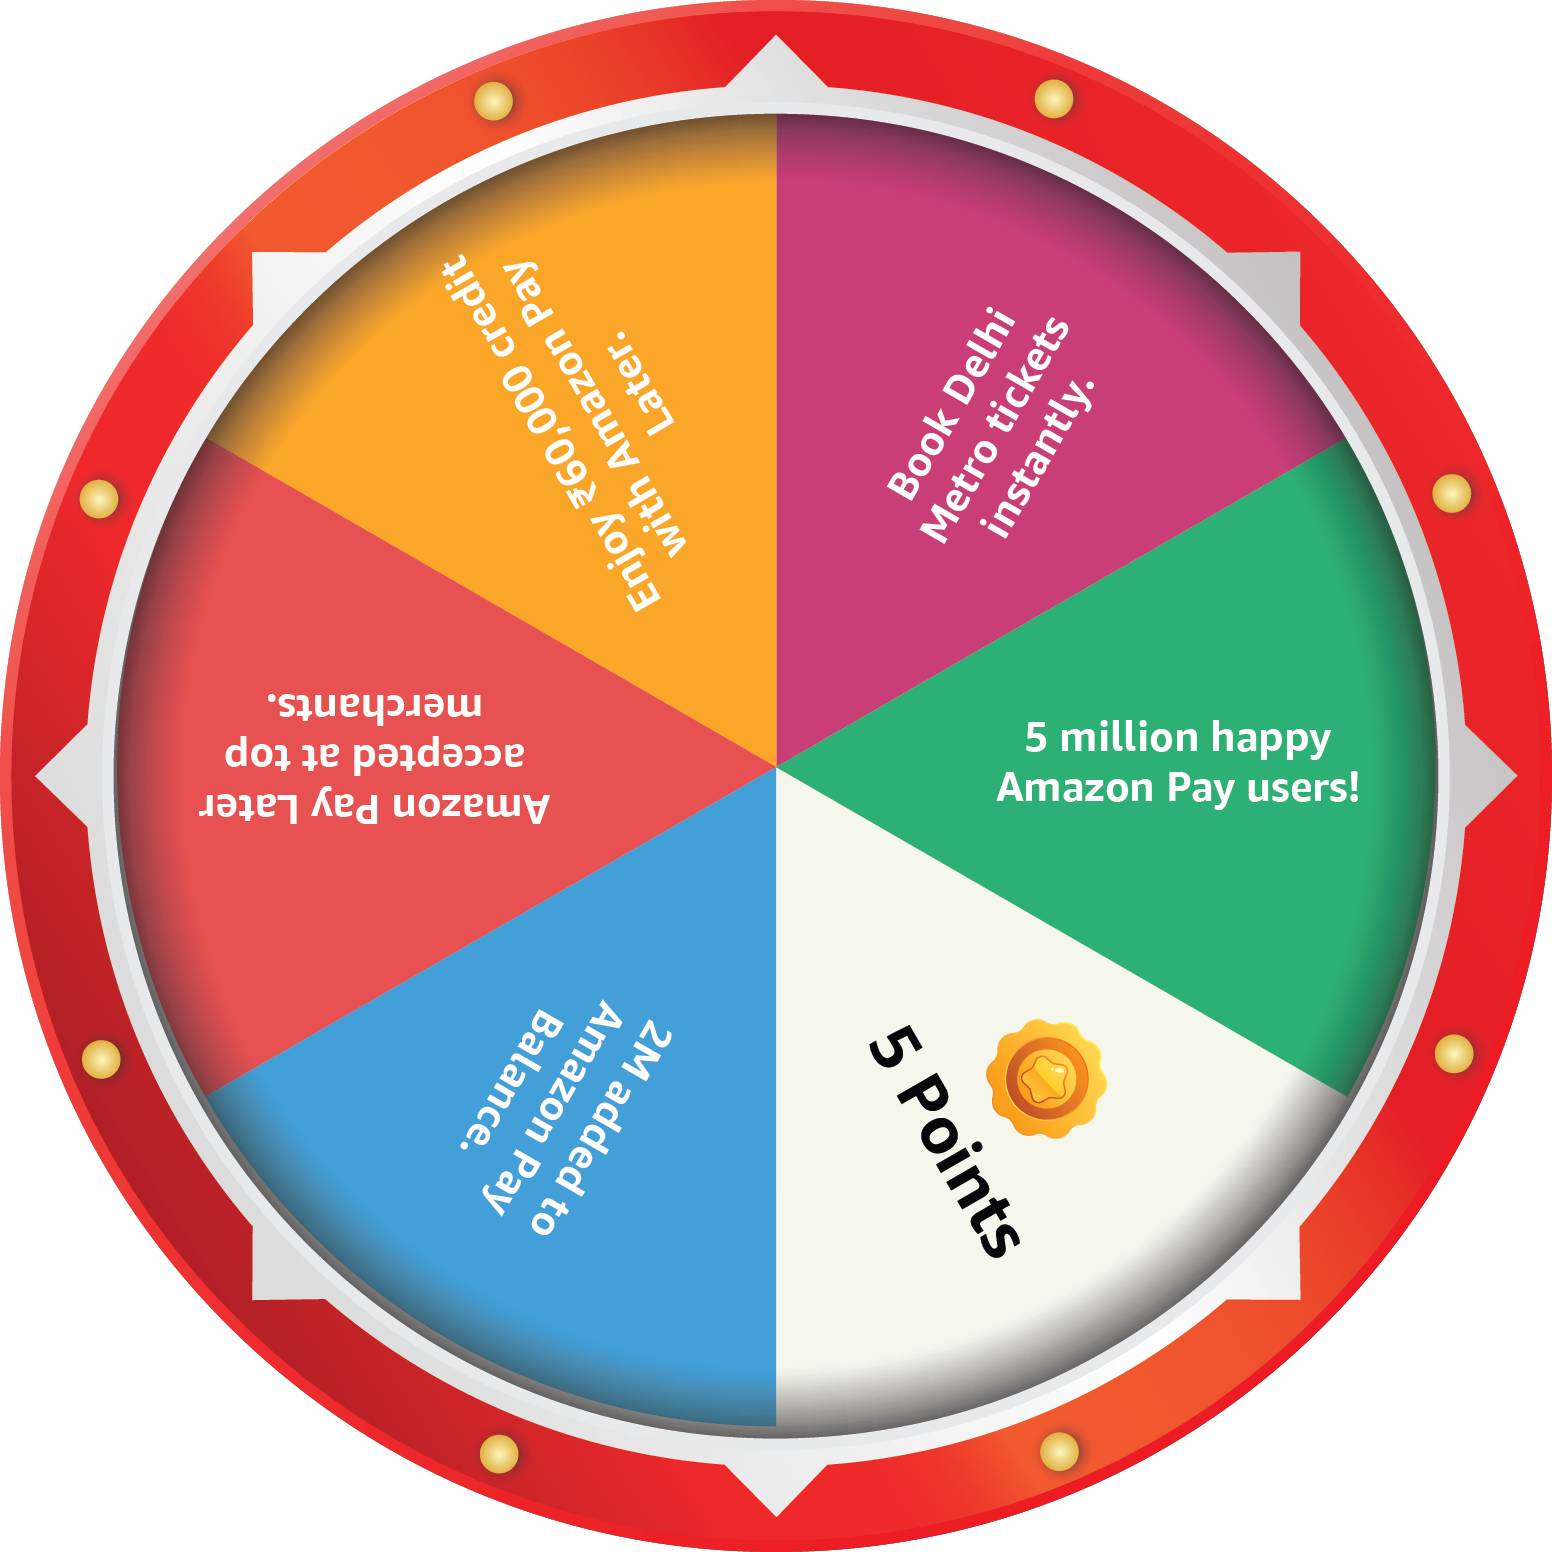 Book Delhi
Metro tickets
instantly.
5 million happy
Amazon Pay users!
5 Points
2M added to
Amazon Pay
Balance.
Amazon Pay Later
accepted at top
merchants.
Enjoy ₹60,000 credit
with Amazon Pay
Later.